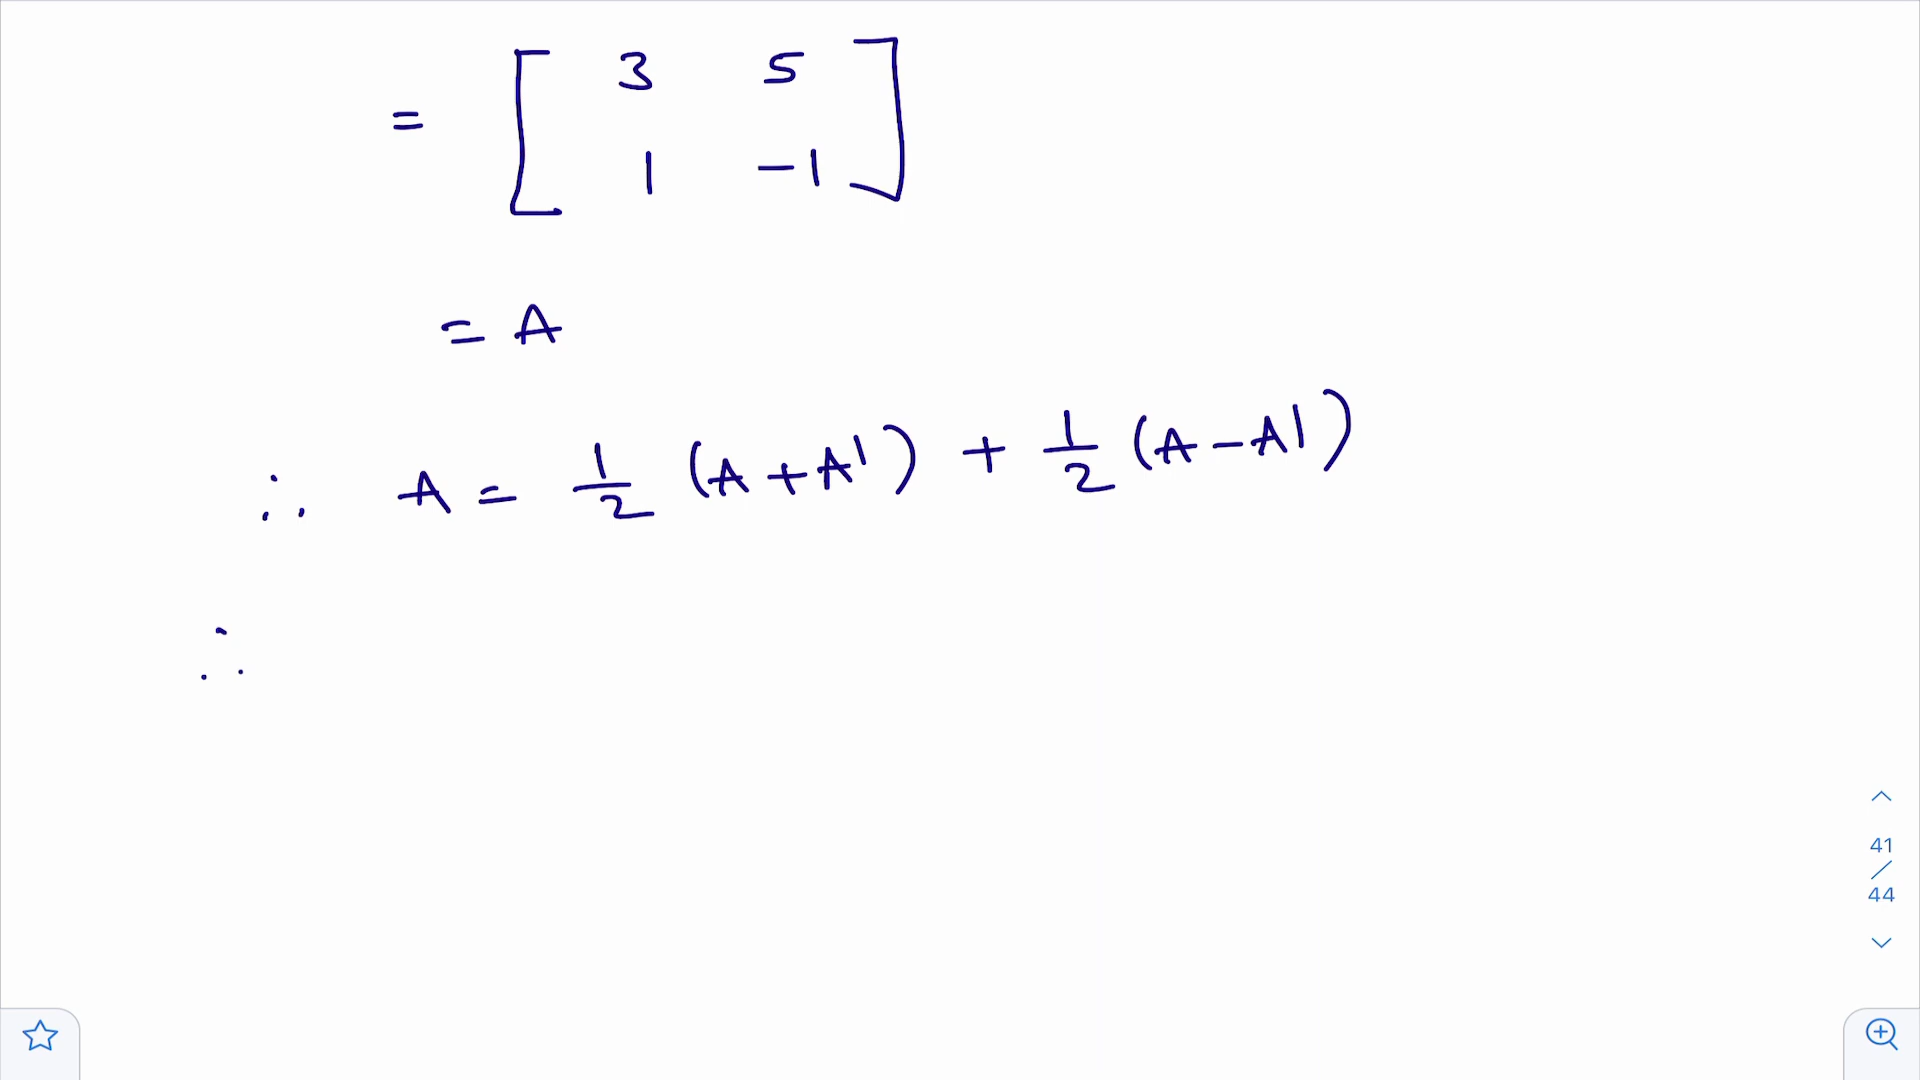 = [ 3 5
1 -1 ]
= A
∴ A = 1/2 (A + A') + 1/2 (A - A')
∴
41
/
44